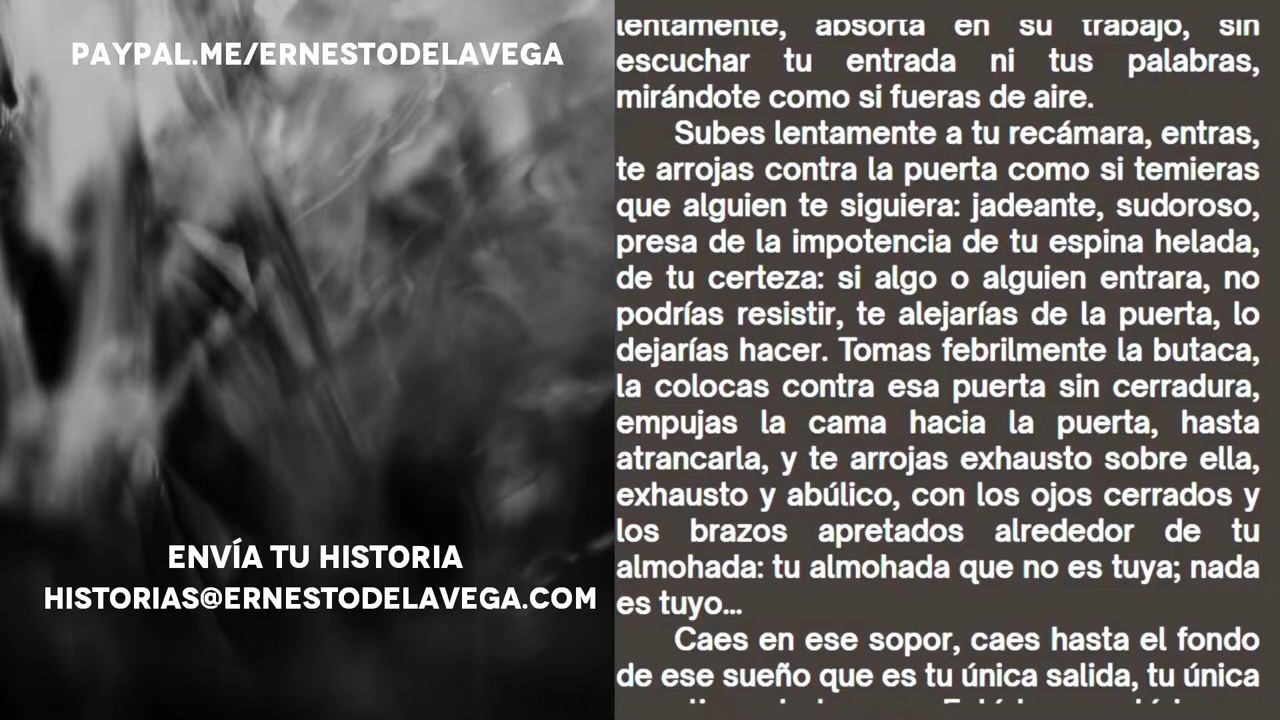 PAYPAL.ME/ERNESTODELAVEGA
ENVÍA TU HISTORIA
HISTORIAS@ERNESTODELAVEGA.COM
lentamente, absorta en su trabajo, sin
escuchar tu entrada ni tus palabras,
mirándote como si fueras de aire.
Subes lentamente a tu recámara, entras,
te arrojas contra la puerta como si temieras
que alguien te siguiera: jadeante, sudoroso,
presa de la impotencia de tu espina helada,
de tu certeza: si algo o alguien entrara, no
podrías resistir, te alejarías de la puerta, lo
dejarías hacer. Tomas febrilmente la butaca,
la colocas contra esa puerta sin cerradura,
empujas la cama hacia la puerta, hasta
atrancarla, y te arrojas exhausto sobre ella,
exhausto y abúlico, con los ojos cerrados y
los brazos apretados alrededor de tu
almohada: tu almohada que no es tuya; nada
es tuyo...
Caes en ese sopor, caes hasta el fondo
de ese sueño que es tu única salida, tu única